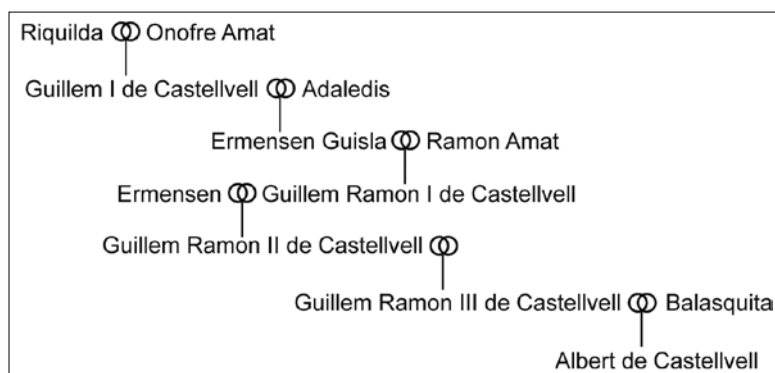 Riquilda Onofre Amat
Guillem I de Castellvell Adaledis
Ermensen Guisla Ramon Amat
Ermensen Guillem Ramon I de Castellvell
Guillem Ramon II de Castellvell
Guillem Ramon III de Castellvell Balasquita
Albert de Castellvell